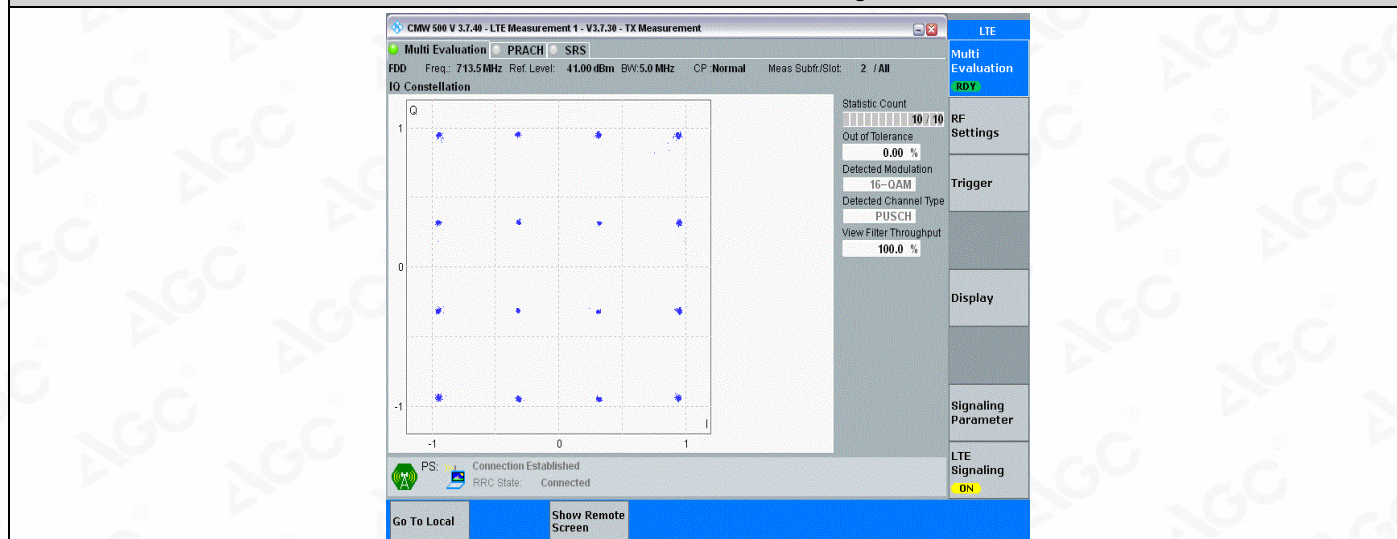 CMW 500 V 3.7.40 - LTE Measurement 1 - V3.7.30 - TX Measurement
LTE
Multi Evaluation PRACH SRS
Multi
Evaluation
RDY
FDD Freq.: 713.5 MHz Ref. Level: 41.00 dBm BW: 5.0 MHz CP :Normal Meas Subfr/Slot: 2 / All
IQ Constellation
Q
1
0
-1
-1 0 1
I
Statistic Count
10 / 10
Out of Tolerance
0.00 %
Detected Modulation
16-QAM
Detected Channel Type
PUSCH
View Filter Throughput
100.0 %
RF
Settings
Trigger
Display
Signaling
Parameter
LTE
Signaling
ON
PS: Connection Established
RRC State: Connected
Go To Local
Show Remote
Screen
AGC